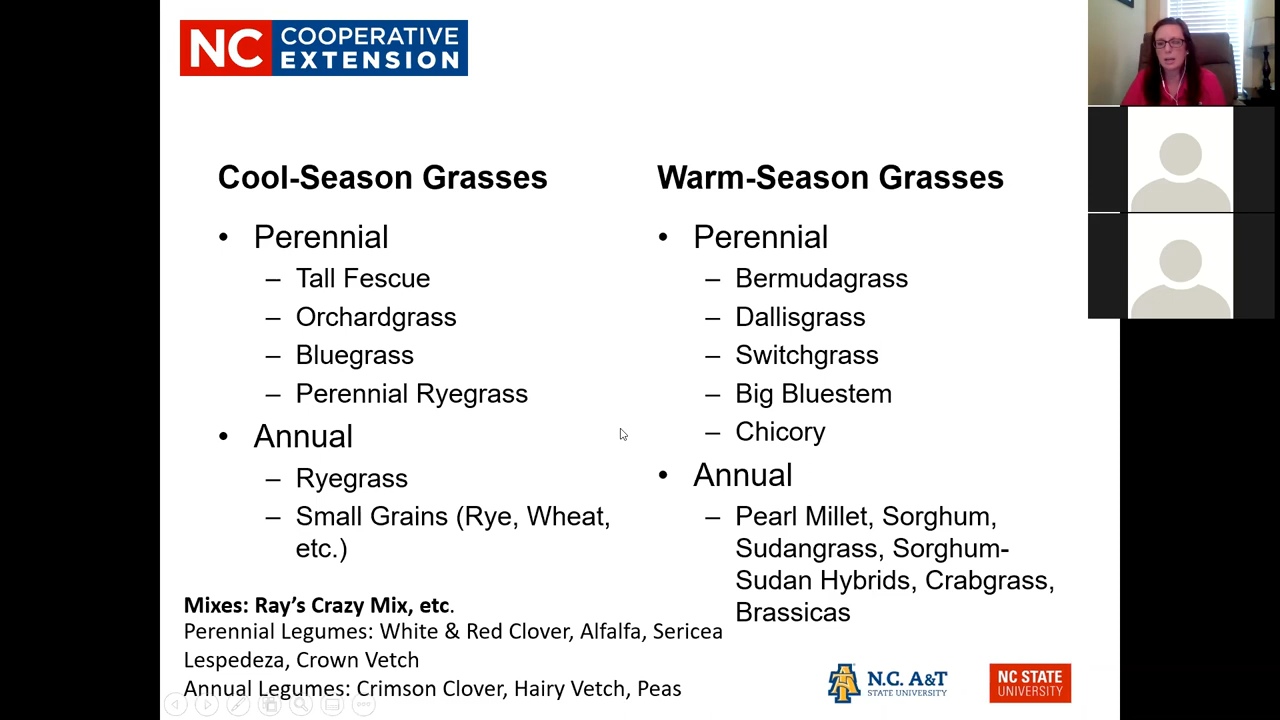 NC COOPERATIVE
EXTENSION
Cool-Season Grasses
• Perennial
– Tall Fescue
– Orchardgrass
– Bluegrass
– Perennial Ryegrass
• Annual
– Ryegrass
– Small Grains (Rye, Wheat,
etc.)
Warm-Season Grasses
• Perennial
– Bermudagrass
– Dallisgrass
– Switchgrass
– Big Bluestem
– Chicory
• Annual
– Pearl Millet, Sorghum,
Sudangrass, Sorghum-
Sudan Hybrids, Crabgrass,
Brassicas
Mixes: Ray’s Crazy Mix, etc.
Perennial Legumes: White & Red Clover, Alfalfa, Sericea
Lespedeza, Crown Vetch
Annual Legumes: Crimson Clover, Hairy Vetch, Peas
N.C. A&T
STATE UNIVERSITY
NC STATE
UNIVERSITY